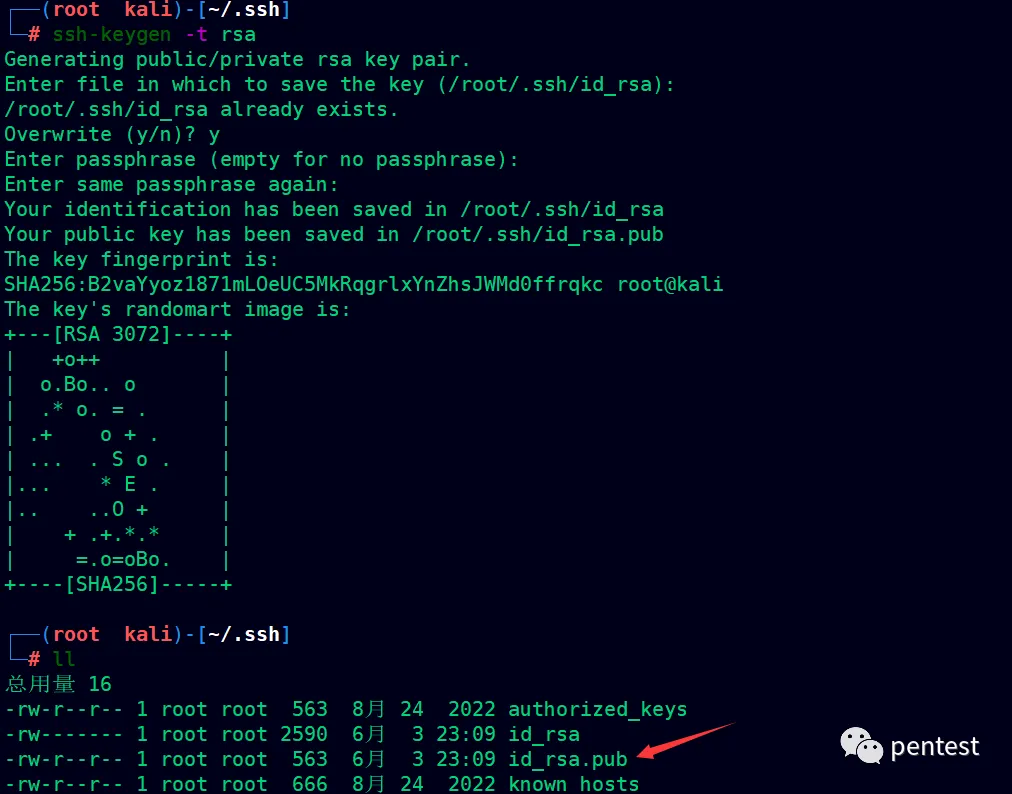 ┌──(root kali)-[~/.ssh]
└─# ssh-keygen -t rsa
Generating public/private rsa key pair.
Enter file in which to save the key (/root/.ssh/id_rsa):
/root/.ssh/id_rsa already exists.
Overwrite (y/n)? y
Enter passphrase (empty for no passphrase):
Enter same passphrase again:
Your identification has been saved in /root/.ssh/id_rsa
Your public key has been saved in /root/.ssh/id_rsa.pub
The key fingerprint is:
SHA256:B2vaYyoz1871mLOeUC5MkRqgrlxYnZhsJWMd0ffrqkc root@kali
The key's randomart image is:
+---[RSA 3072]----+
|   +o++          |
|  o.Bo.. o       |
|  .* o. = .      |
| .+    o + .     |
| ...  . S o .    |
|...    * E .     |
|..    ..O +      |
|    + .+.*.*     |
|     =.o=oBo.    |
+----[SHA256]-----+
┌──(root kali)-[~/.ssh]
└─# ll
总用量 16
-rw-r--r-- 1 root root  563  8月 24  2022 authorized_keys
-rw------- 1 root root 2590  6月  3 23:09 id_rsa
-rw-r--r-- 1 root root  563  6月  3 23:09 id_rsa.pub
-rw-r--r-- 1 root root  666  8月 24  2022 known_hosts
pentest